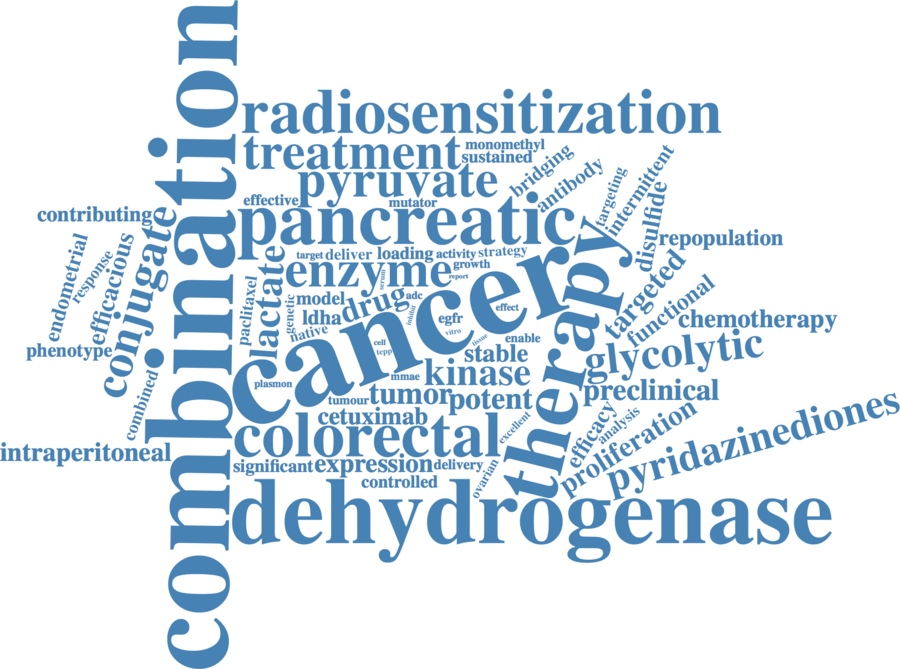 combination
radiosensitization
treatment
monomethyl
sustained
pyruvate
bridging
antibody
targeting
intermittent
effective
mutator
pancreatic
disulfide
contributing
conjugate
endometrial
response
efficacious
phenotype
combined
intraperitoneal
repopulation
target
deliver
loading
activity
strategy
enzyme
growth
report
serum
lactate
paclitaxel
genetic
model
drug
adc
ldha
native
inhibit
egfr
effect
vitro
tissue
cell
tcpp
cancer
therapy
targeted
functional
chemotherapy
enable
stable
glycolytic
plasmon
mmae
kinase
preclinical
tumour
tumor
potent
cetuximab
colorectal
excellent
efficacy
analysis
proliferation
pyridazinediones
significant
expression
delivery
controlled
ovarian
dehydrogenase